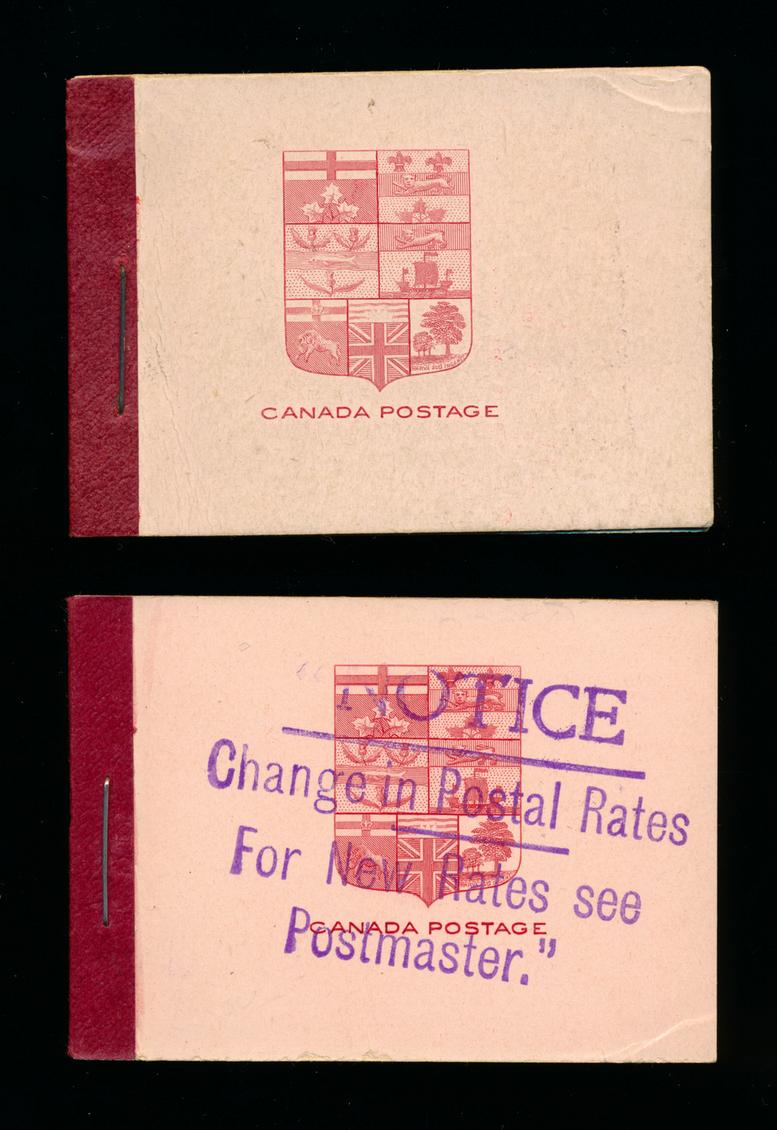 CANADA POSTAGE
NOTICE
Change in Postal Rates
For New Rates see
CANADA POSTAGE
Postmaster.”